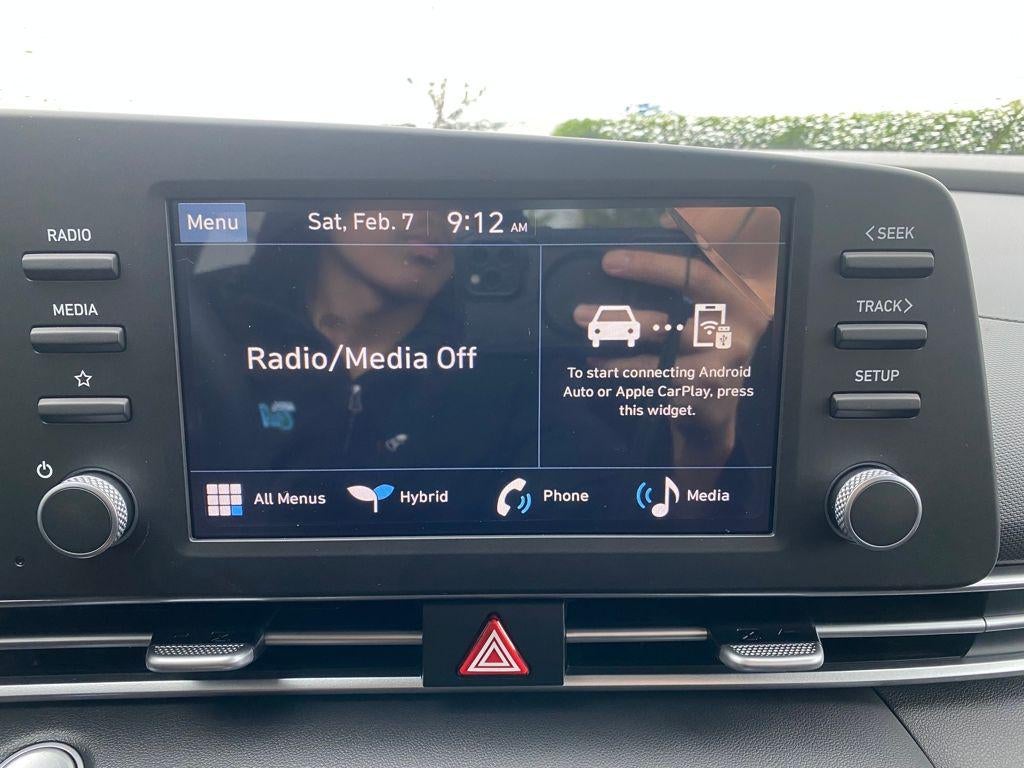 RADIO
MEDIA
Menu
Sat, Feb. 7
9:12 AM
Radio/Media Off
To start connecting Android
Auto or Apple CarPlay, press
this widget.
All Menus
Hybrid
Phone
Media
<SEEK
TRACK>
SETUP